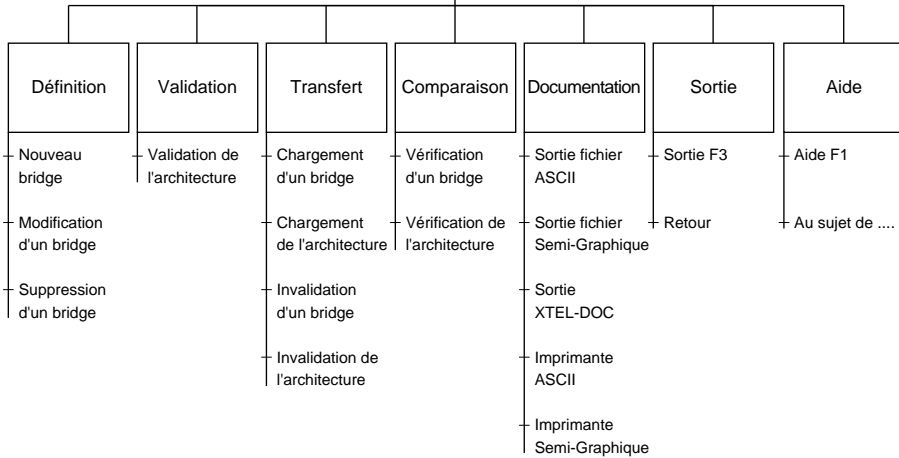 Définition
Validation
Transfert
Comparaison
Documentation
Sortie
Aide
Nouveau
bridge
Modification
d'un bridge
Suppression
d'un bridge
Validation de
l'architecture
Chargement
d'un bridge
Chargement
de l'architecture
Invalidation
d'un bridge
Invalidation de
l'architecture
Vérification
d'un bridge
Vérification de
l'architecture
Sortie fichier
ASCII
Sortie fichier
Semi-Graphique
Sortie
XTEL-DOC
Imprimante
ASCII
Imprimante
Semi-Graphique
Sortie F3
Retour
Aide F1
Au sujet de ....